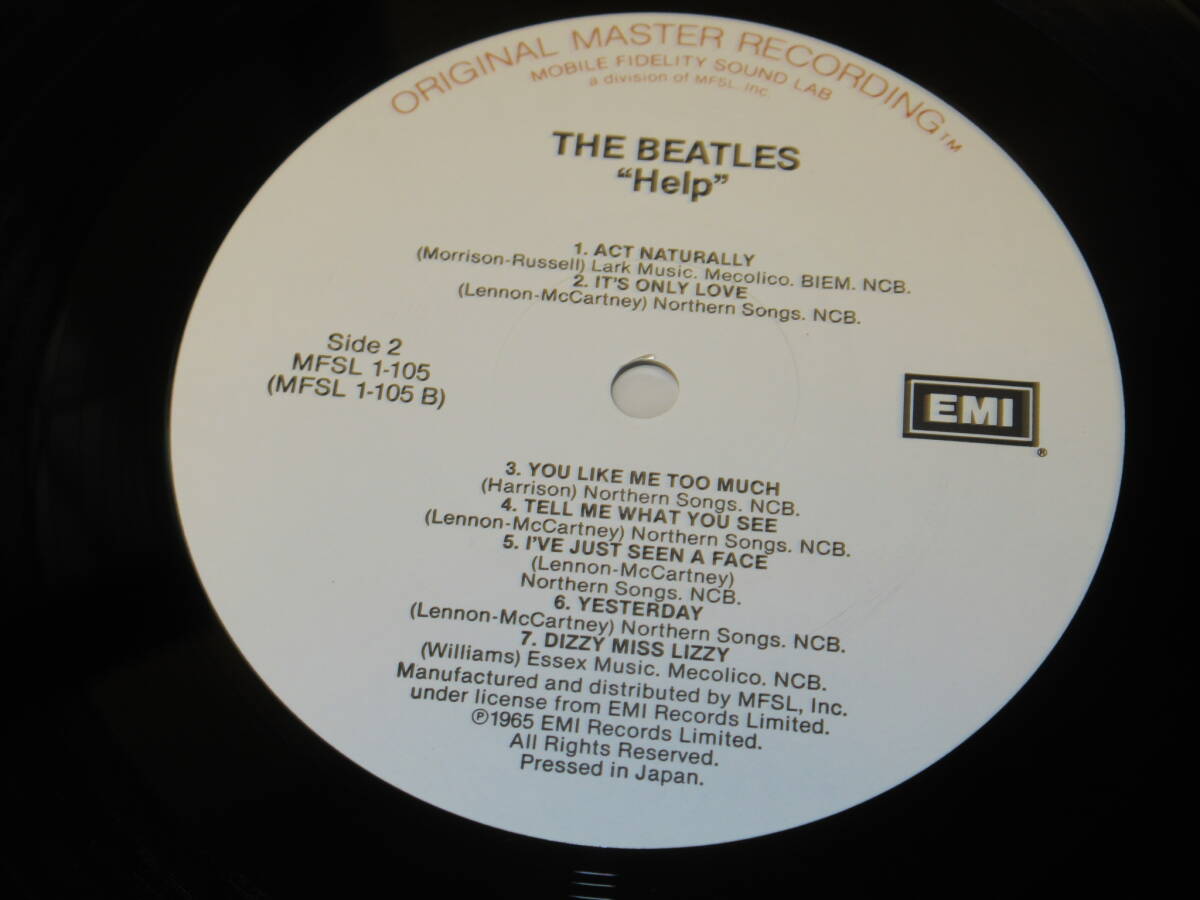 ORIGINAL MASTER RECORDING™
MOBILE FIDELITY SOUND LAB
a division of MFSL, Inc.
THE BEATLES
“Help”
1. ACT NATURALLY
(Morrison-Russell) Lark Music. Mecolico. BIEM. NCB.
2. IT'S ONLY LOVE
(Lennon-McCartney) Northern Songs. NCB.
Side 2
MFSL 1-105
(MFSL 1-105 B)
EMI®
3. YOU LIKE ME TOO MUCH
(Harrison) Northern Songs. NCB.
4. TELL ME WHAT YOU SEE
(Lennon-McCartney) Northern Songs. NCB.
5. I'VE JUST SEEN A FACE
(Lennon-McCartney)
Northern Songs. NCB.
6. YESTERDAY
(Lennon-McCartney) Northern Songs. NCB.
7. DIZZY MISS LIZZY
(Williams) Essex Music. Mecolico. NCB.
Manufactured and distributed by MFSL, Inc.
under license from EMI Records Limited.
℗1965 EMI Records Limited.
All Rights Reserved.
Pressed in Japan.